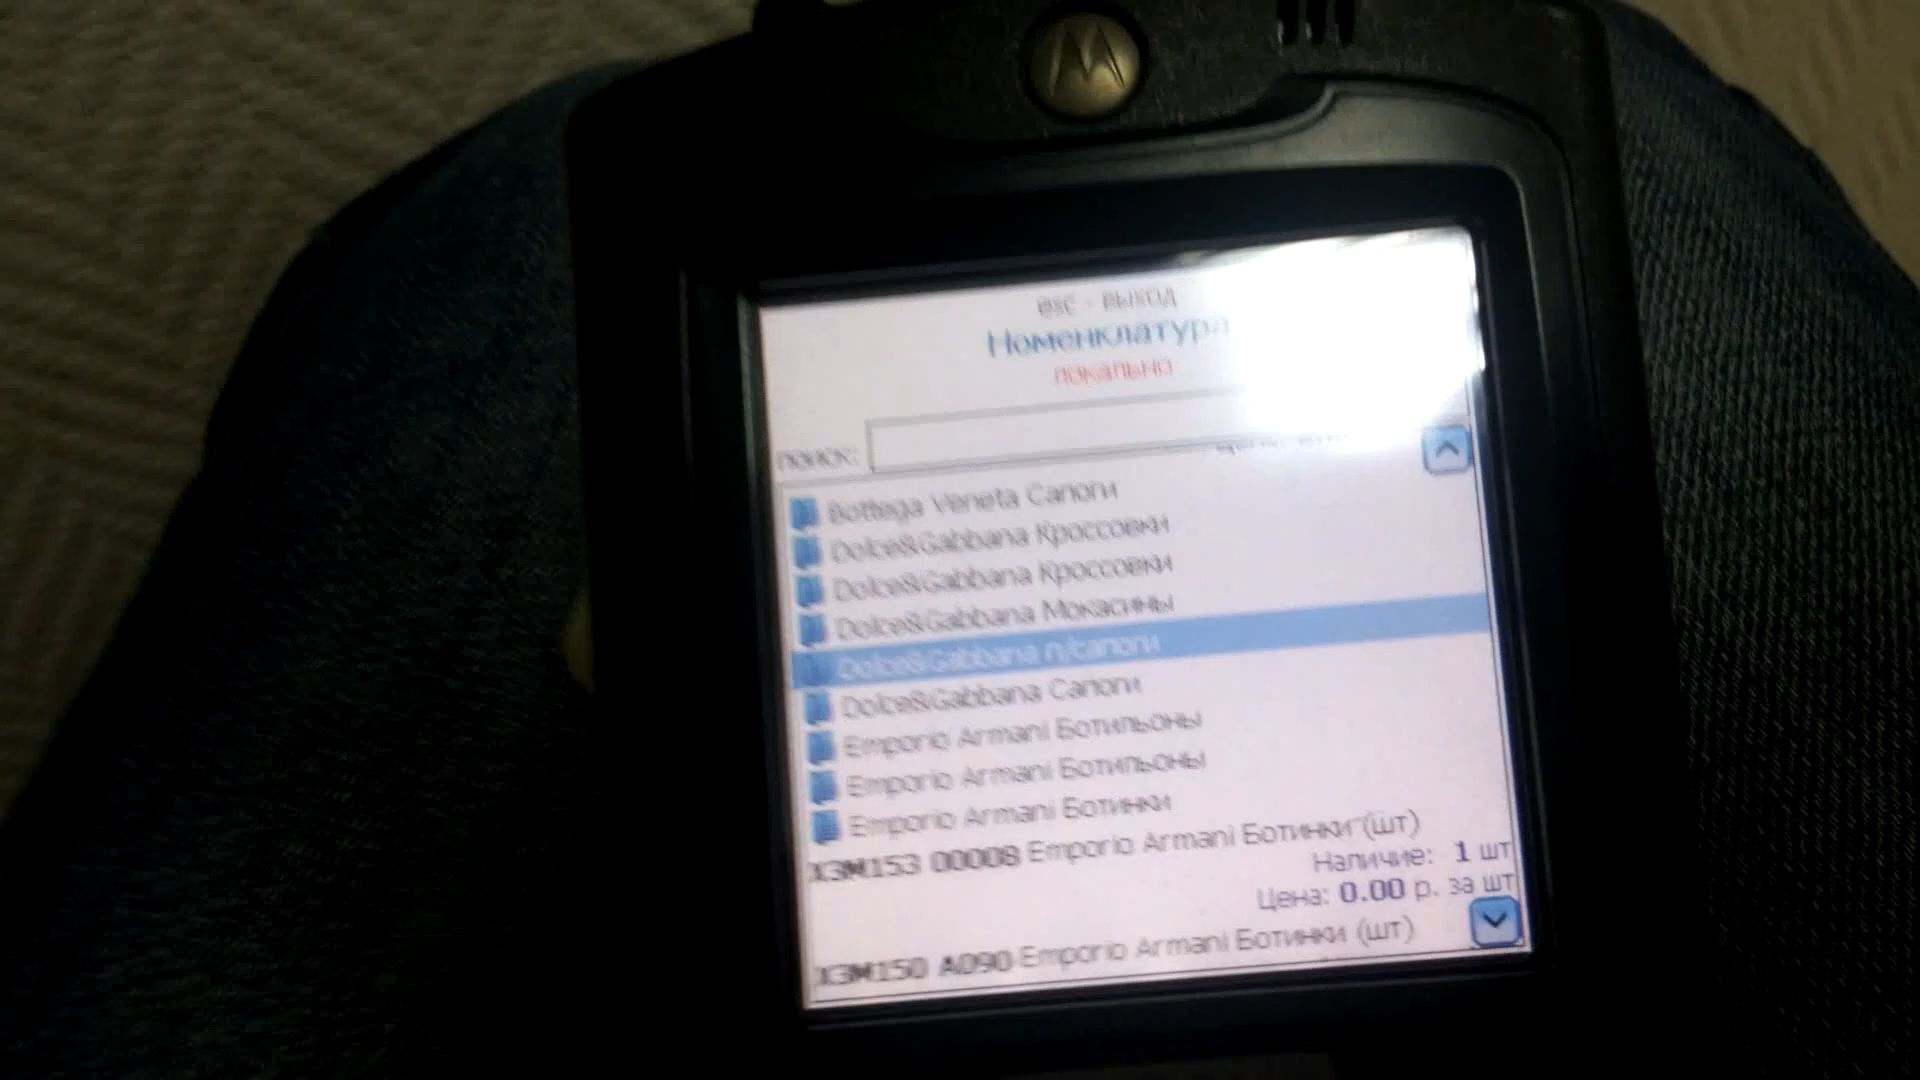 esc - выход
Номенклатура
локально
поиск:
Bottega Veneta Сапоги
Dolce&Gabbana Кроссовки
Dolce&Gabbana Кроссовки
Dolce&Gabbana Мокасины
Dolce&Gabbana п/сапоги
Dolce&Gabbana Сапоги
Emporio Armani Ботильоны
Emporio Armani Ботильоны
Emporio Armani Ботинки
X3M153 00008 Emporio Armani Ботинки (шт)
Наличие: 1 шт
Цена: 0.00 р. за шт
X3M150 A090 Emporio Armani Ботинки (шт)